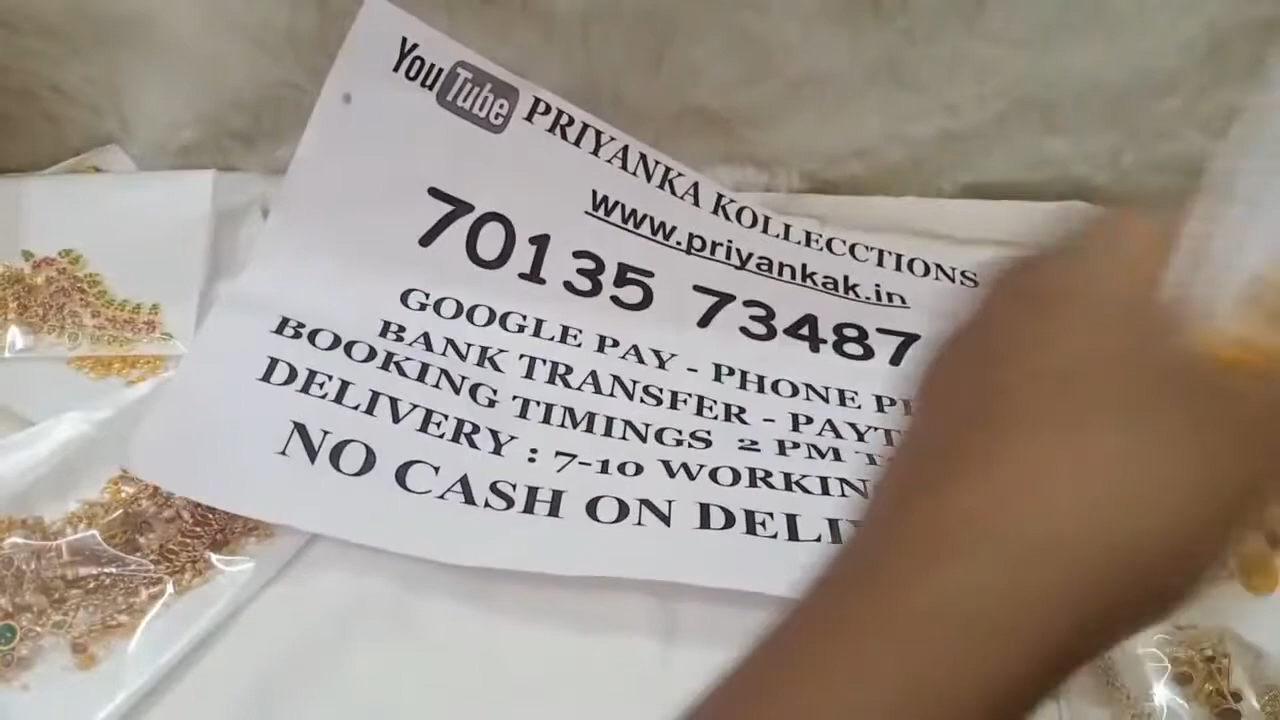 YouTube PRIYANKA KOLLECCTIONS
www.priyankak.in
70135 73487
GOOGLE PAY - PHONE
BANK TRANSFER -
BOOKING TIMINGS 2 PM
DELIVERY : 7-10
NO CASH ON